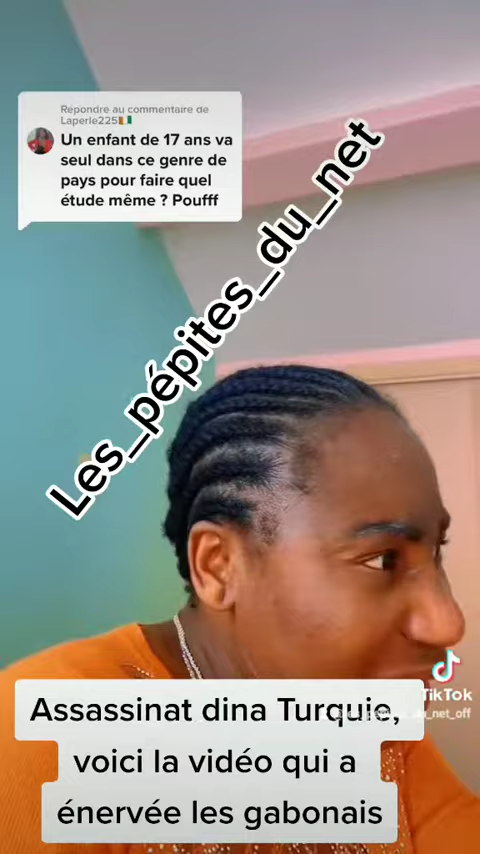 Répondre au commentaire de
Laperle225🇨🇮
Un enfant de 17 ans va
seul dans ce genre de
pays pour faire quel
étude même ? Poufff
Les_pépites_du_net
TikTok
Assassinat dina Turquie,
voici la vidéo qui a
énervée les gabonais